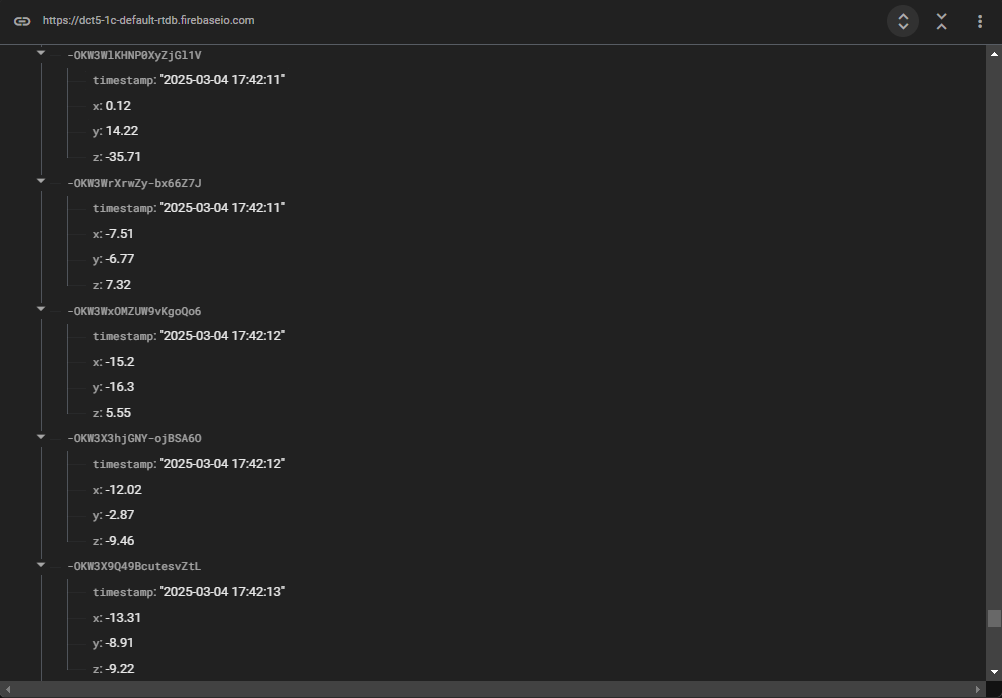 https://dct5-1c-default-rtdb.firebaseio.com
-OKW3WlKHNP0XyZjGl1V
timestamp: "2025-03-04 17:42:11"
x: 0.12
y: 14.22
z: -35.71
-OKW3WrXrwZy-bx66Z7J
timestamp: "2025-03-04 17:42:11"
x: -7.51
y: -6.77
z: 7.32
-OKW3WxOMZUW9vKgoQo6
timestamp: "2025-03-04 17:42:12"
x: -15.2
y: -16.3
z: 5.55
-OKW3X3hjGNY-ojBSA6O
timestamp: "2025-03-04 17:42:12"
x: -12.02
y: -2.87
z: -9.46
-OKW3X9Q49BcutesvZtL
timestamp: "2025-03-04 17:42:13"
x: -13.31
y: -8.91
z: -9.22